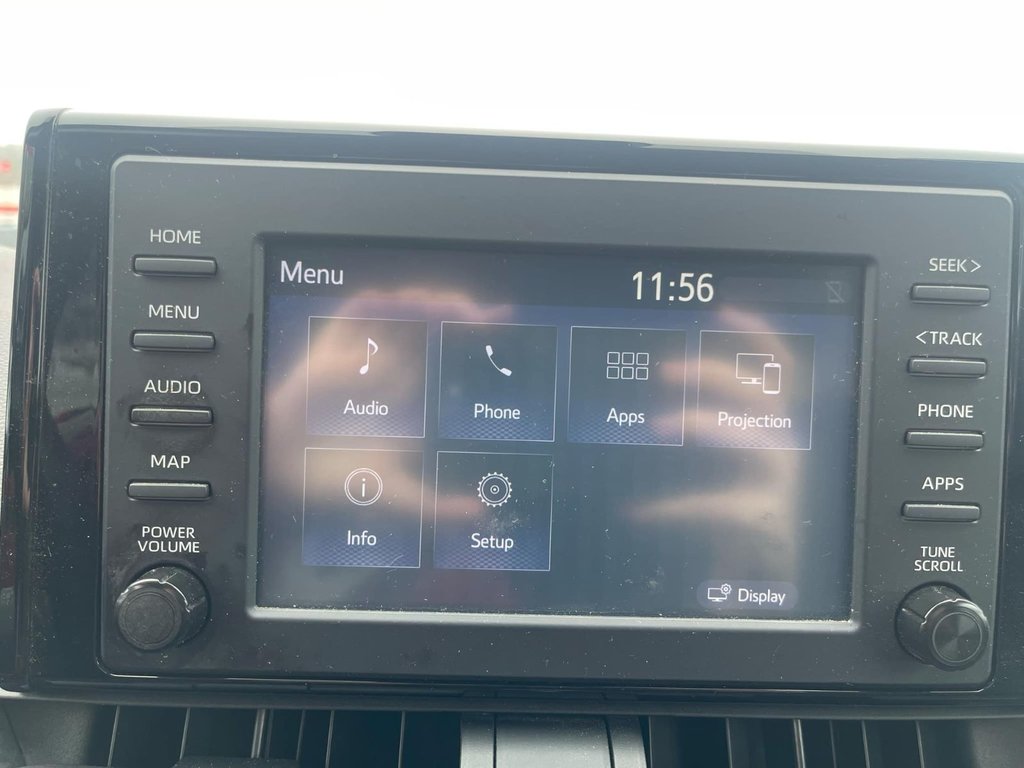 HOME
MENU
AUDIO
MAP
POWER
VOLUME
Menu
11:56
Audio
Phone
Apps
Projection
Info
Setup
Display
SEEK >
< TRACK
PHONE
APPS
TUNE
SCROLL